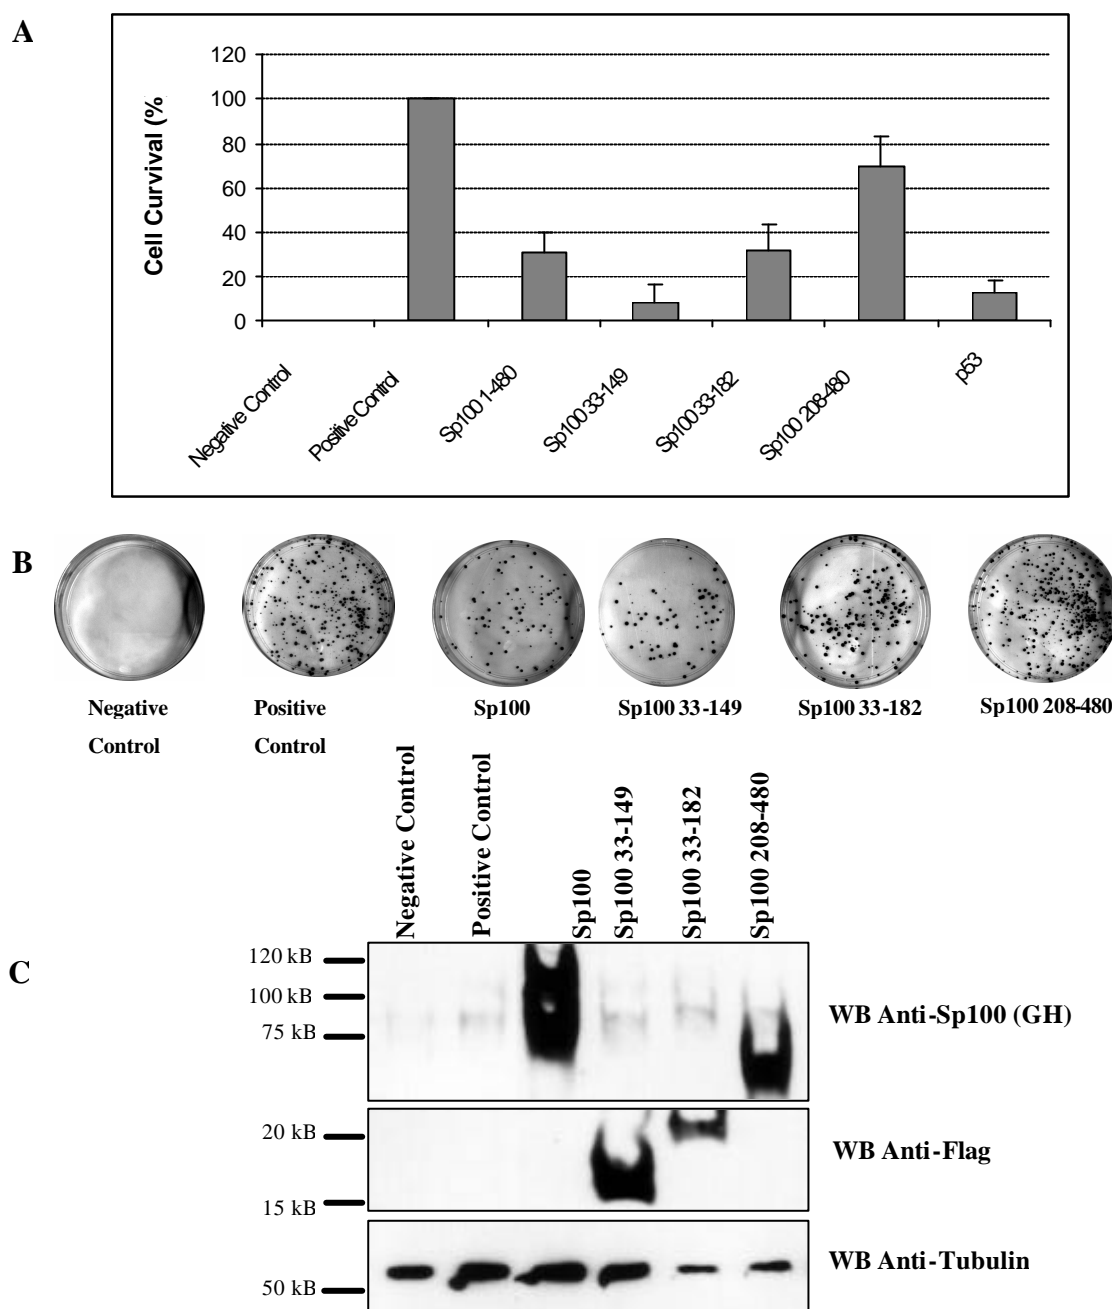 A
Cell Curvival (%
120
100
80
60
40
20
0
Negative Control
Positive Control
Sp100 1-480
Sp100 33-149
Sp100 33-182
Sp100 208-480
p53
B
Negative Control
Positive Control
Sp100
Sp100 33-149
Sp100 33-182
Sp100 208-480
C
Negative Control
Positive Control
Sp100
Sp100 33-149
Sp100 33-182
Sp100 208-480
120 kB
100 kB
75 kB
WB Anti-Sp100 (GH)
20 kB
15 kB
WB Anti-Flag
50 kB
WB Anti-Tubulin